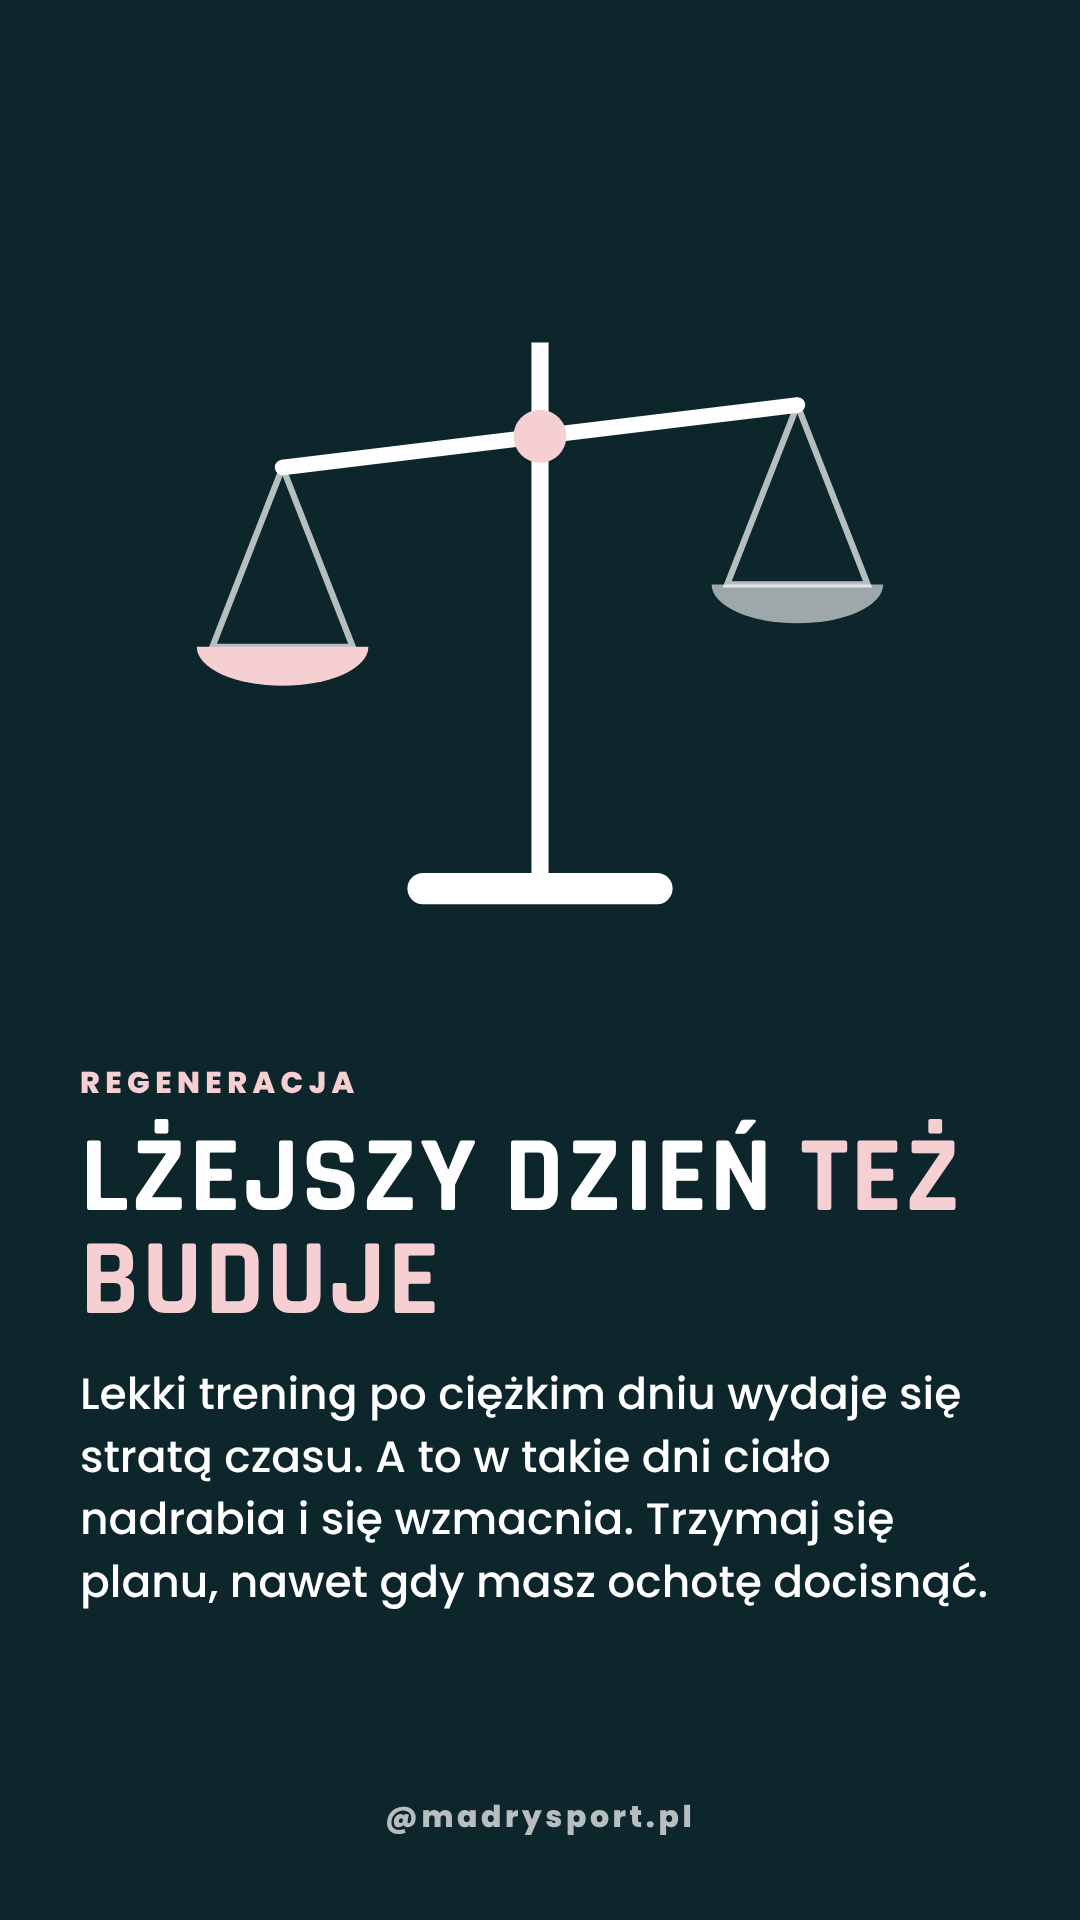 REGENERACJA
LŻEJSZY DZIEŃ TEŻ
BUDUJE
Lekki trening po ciężkim dniu wydaje się
stratą czasu. A to w takie dni ciało
nadrabia i się wzmacnia. Trzymaj się
planu, nawet gdy masz ochotę docisnąć.
@madrysport.pl